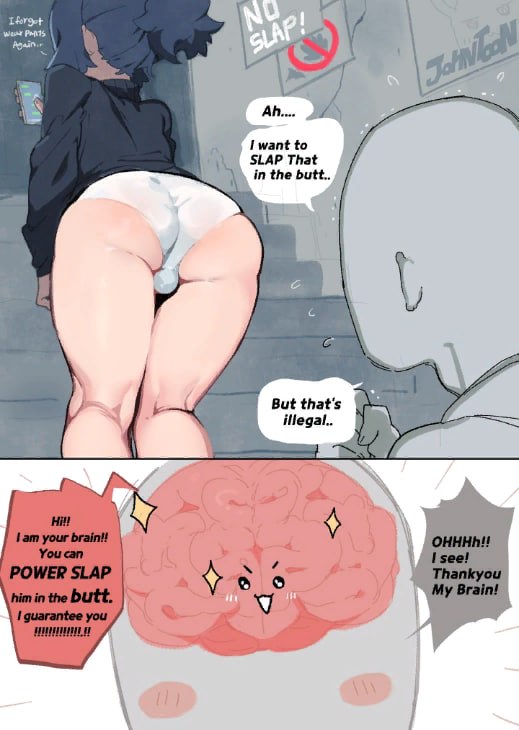 I forgot
wear pants
Again..
NO
SLAP!
JOHNTOON
Ah....
I want to
SLAP That
in the butt..
But that's
illegal..
Hi!!
I am your brain!!
You can
POWER SLAP
him in the butt.
I guarantee you
!!!!!!!!!!!!!.!!
OHHHh!!
I see!
Thankyou
My Brain!